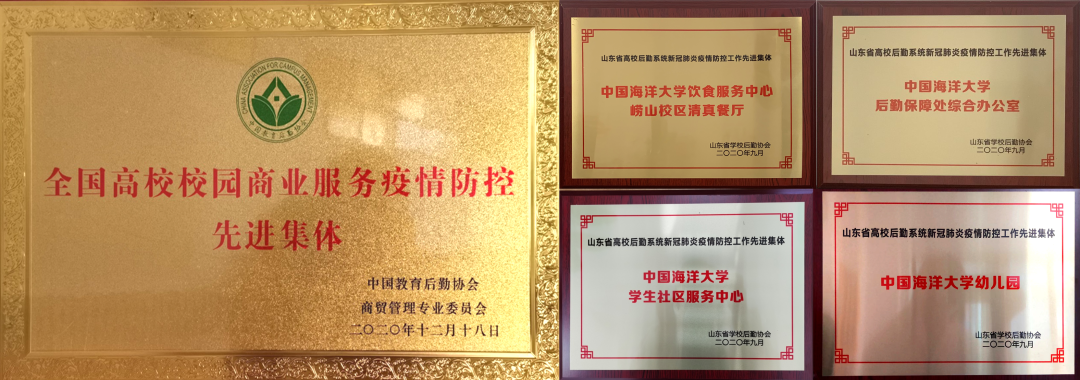 CHINA ASSOCIATION FOR CAMPUS MANAGEMENT
中国教育后勤协会
全国高校校园商业服务疫情防控
先进集体
中国教育后勤协会
商贸管理专业委员会
二〇二〇年十二月十八日
山东省高校后勤系统新冠肺炎疫情防控工作先进集体
中国海洋大学饮食服务中心
崂山校区清真餐厅
山东省学校后勤协会
二〇二〇年九月
山东省高校后勤系统新冠肺炎疫情防控工作先进集体
中国海洋大学
后勤保障处综合办公室
山东省学校后勤协会
二〇二〇年九月
山东省高校后勤系统新冠肺炎疫情防控工作先进集体
中国海洋大学
学生社区服务中心
山东省学校后勤协会
二〇二〇年九月
山东省高校后勤系统新冠肺炎疫情防控工作先进集体
中国海洋大学幼儿园
山东省学校后勤协会
二〇二〇年九月